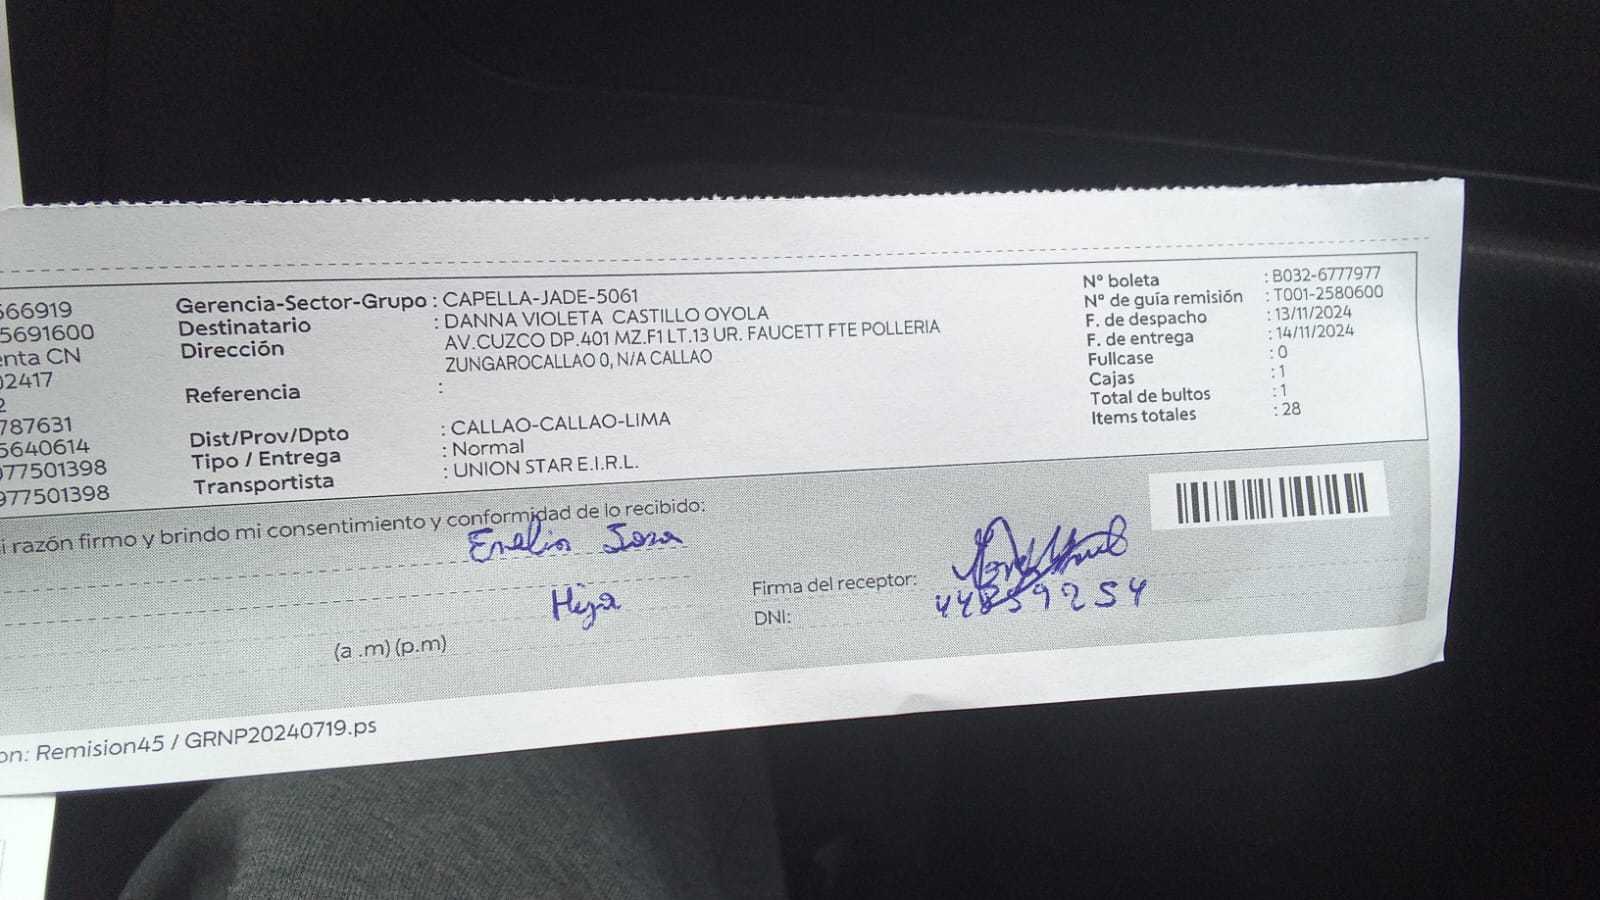 566919
5691600
enta CN
02417
2
787631
5640614
977501398
977501398
Gerencia-Sector-Grupo : CAPELLA-JADE-5061
Destinatario : DANNA VIOLETA CASTILLO OYOLA
Dirección AV.CUZCO DP.401 MZ.F1 LT.13 UR. FAUCETT FTE POLLERIA
ZUNGAROCALLAO 0, N/A CALLAO
Referencia :
Dist/Prov/Dpto : CALLAO-CALLAO-LIMA
Tipo / Entrega : Normal
Transportista : UNION STAR E.I.R.L.
N° boleta : B032-6777977
N° de guía remisión : T001-2580600
F. de despacho : 13/11/2024
F. de entrega : 14/11/2024
Fullcase : 0
Cajas : 1
Total de bultos : 1
Items totales : 28
i razón firmo y brindo mi consentimiento y conformidad de lo recibido:
Hija
(a .m) (p.m)
Firma del receptor:
DNI: 44859254
on: Remision45 / GRNP20240719.ps